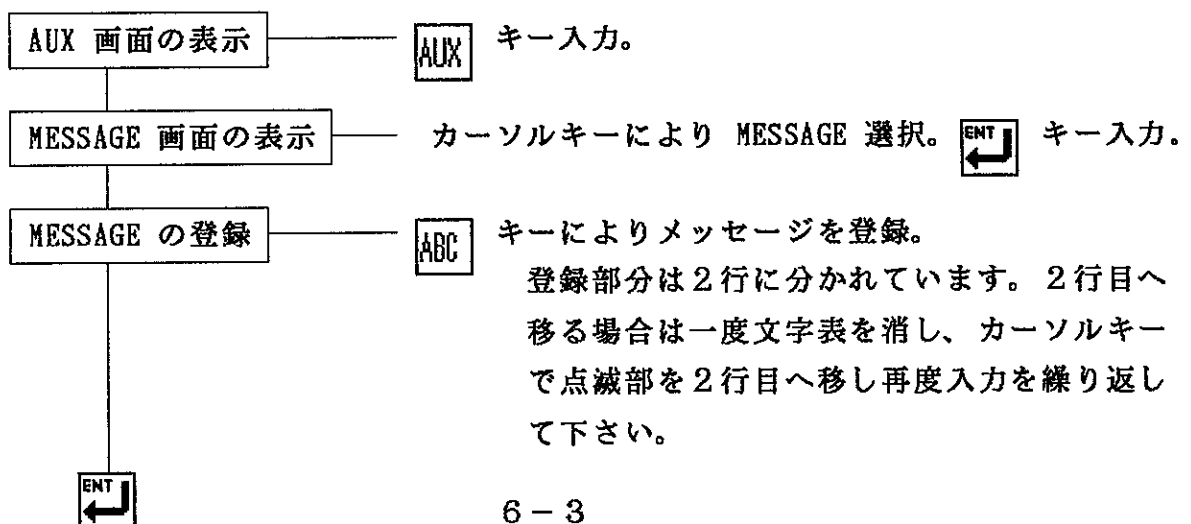 AUX 画面の表示 AUX キー入力。
MESSAGE 画面の表示 カーソルキーにより MESSAGE 選択。 ENT キー入力。
MESSAGE の登録 ABC キーによりメッセージを登録。
登録部分は2行に分かれています。2行目へ
移る場合は一度文字表を消し、カーソルキー
で点滅部を2行目へ移し再度入力を繰り返し
て下さい。
ENT
6-3